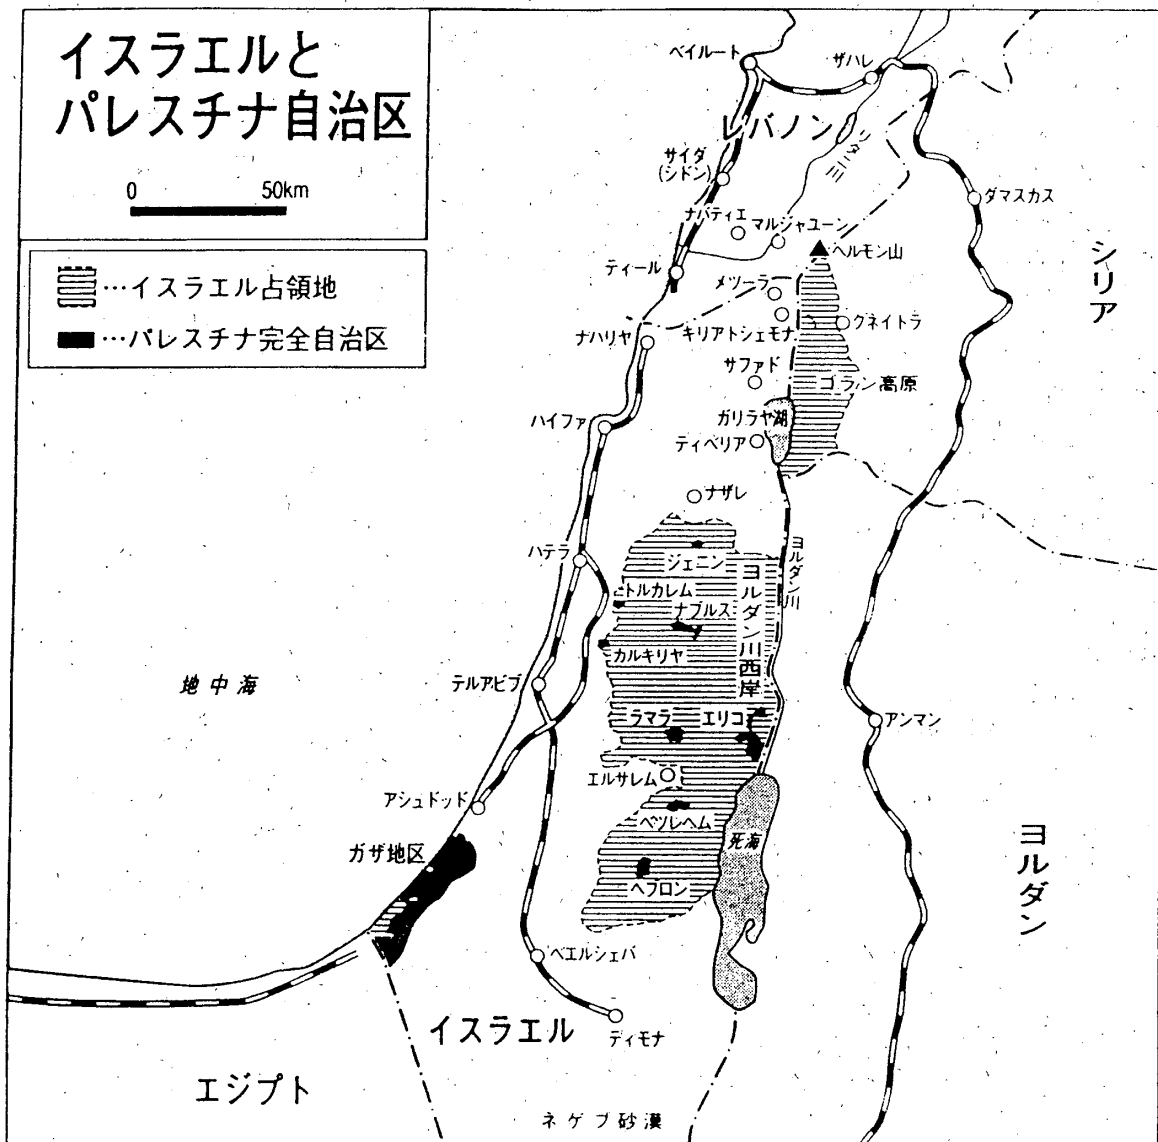 イスラエルと
パレスチナ自治区
0 50km
…イスラエル占領地
…パレスチナ完全自治区
ベイルート
ザハレ
レバノン
リタニ川
サイダ
(シドン)
ダマスカス
ナバティエ
マルジャユーン
ヘルモン山
シリア
ティール
メツーラ
クネイトラ
キリアトシェモナ
ナハリヤ
サファド
ゴラン高原
ガリラヤ湖
ハイファ
ティベリア
ナザレ
ハテラ
ジェニン
ヨルダン川
トルカレム
ナブルス
ヨルダン川西岸
カルキリヤ
地中海
テルアビブ
ラマラ
エリコ
アンマン
エルサレム
アシュドッド
ベツレヘム
死海
ヨルダン
ガザ地区
ヘブロン
ベエルシェバ
イスラエル
ディモナ
エジプト
ネゲブ砂漠